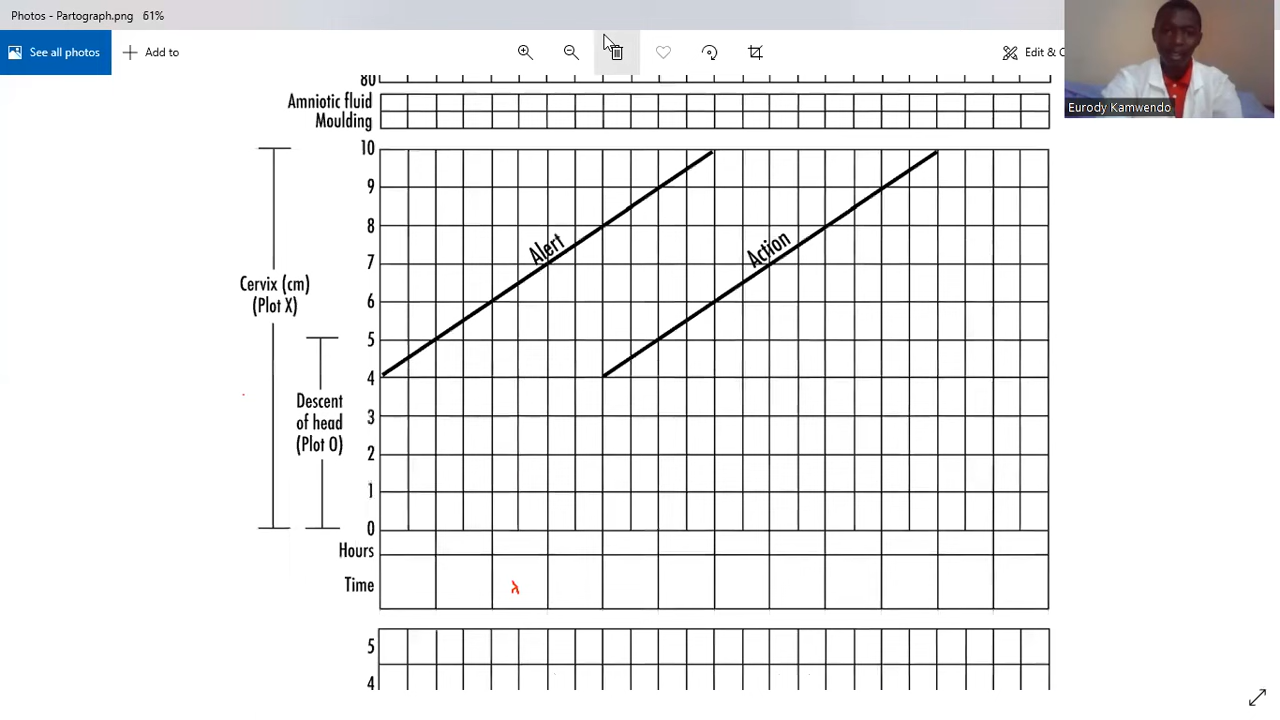 Photos - Partograph.png 61%
See all photos
Add to
Eurody Kamwendo
80
Amniotic fluid
Moulding
10
9
8
7
6
5
4
3
2
1
0
Alert
Action
Cervix (cm)
(Plot X)
Descent
of head
(Plot O)
Hours
Time
5
4